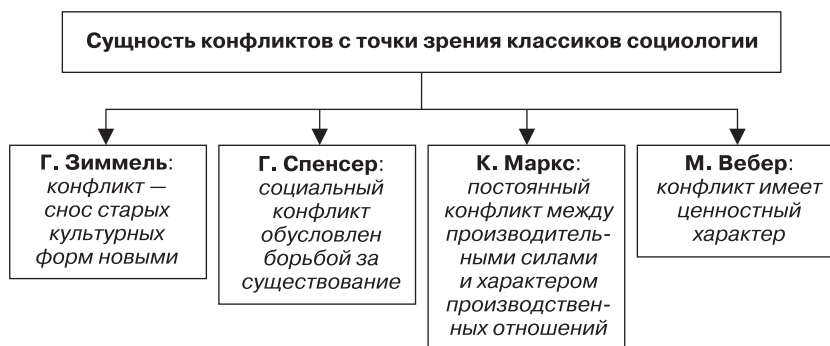 Сущность конфликтов с точки зрения классиков социологии
Г. Зиммель:
конфликт —
снос старых
культурных
форм новыми
Г. Спенсер:
социальный
конфликт
обусловлен
борьбой за
существование
К. Маркс:
постоянный
конфликт между
производитель-
ными силами
и характером
производствен-
ных отношений
М. Вебер:
конфликт имеет
ценностный
характер